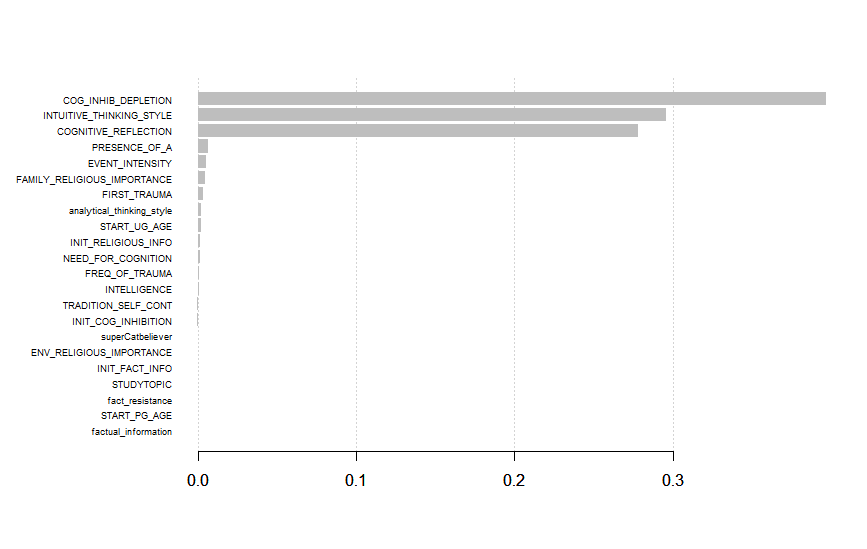 COG_INHIB_DEPLETION
INTUITIVE_THINKING_STYLE
COGNITIVE_REFLECTION
PRESENCE_OF_A
EVENT_INTENSITY
FAMILY_RELIGIOUS_IMPORTANCE
FIRST_TRAUMA
analytical_thinking_style
START_UG_AGE
INIT_RELIGIOUS_INFO
NEED_FOR_COGNITION
FREQ_OF_TRAUMA
INTELLIGENCE
TRADITION_SELF_CONT
INIT_COG_INHIBITION
superCatbeliever
ENV_RELIGIOUS_IMPORTANCE
INIT_FACT_INFO
STUDYTOPIC
fact_resistance
START_PG_AGE
factual_information
0.0 0.1 0.2 0.3